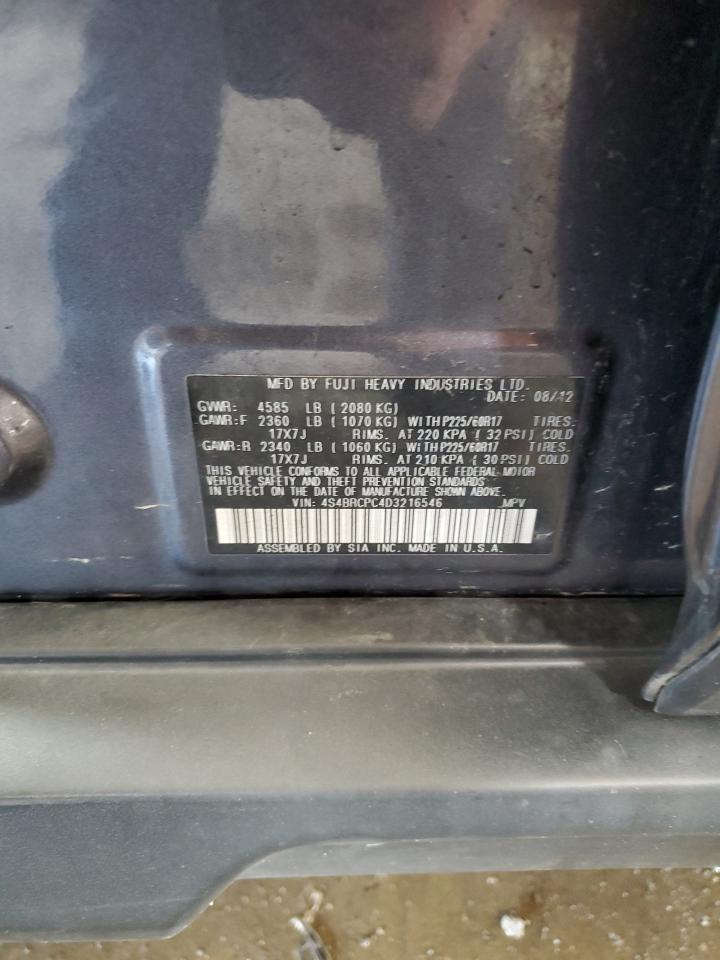 MFD BY FUJI HEAVY INDUSTRIES LTD.
DATE: 08/12
GVWR: 4585 LB ( 2080 KG)
GAWR:F 2360 LB ( 1070 KG) WITH P225/60R17 TIRES.
17X7J RIMS. AT 220 KPA ( 32 PSI) COLD
GAWR:R 2340 LB ( 1060 KG) WITH P225/60R17 TIRES.
17X7J RIMS. AT 210 KPA ( 30 PSI) COLD
THIS VEHICLE CONFORMS TO ALL APPLICABLE FEDERAL MOTOR
VEHICLE SAFETY AND THEFT PREVENTION STANDARDS
IN EFFECT ON THE DATE OF MANUFACTURE SHOWN ABOVE.
VIN: 4S4BRCPC4D3216546 MPV
ASSEMBLED BY SIA INC. MADE IN U.S.A.